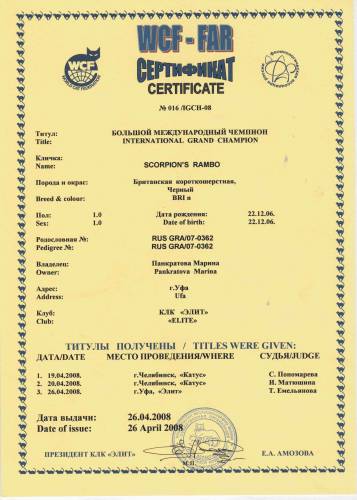 WCF - FAR
WCF
WORLD CAT FEDERATION
СЕРТИФИКАТ
CERTIFICATE
№ 016 /IGCH-08
Титул: БОЛЬШОЙ МЕЖДУНАРОДНЫЙ ЧЕМПИОН
Title: INTERNATIONAL GRAND CHAMPION
Кличка:
Name: SCORPION'S RAMBO
Порода и окрас: Британская короткошерстная,
Черный
Breed & colour: BRI n
Пол: 1.0 Дата рождения: 22.12.06.
Sex: 1.0 Date of birth: 22.12.06.
Родословная №: RUS GRA/07-0362
Pedigree №: RUS GRA/07-0362
Владелец: Панкратова Марина
Owner: Pankratova Marina
Адрес: г.Уфа
Address: Ufa
Клуб: КЛК «ЭЛИТ»
Club: «ELITE»
ТИТУЛЫ ПОЛУЧЕНЫ / TITLES WERE GIVEN:
ДАТА/DATE МЕСТО ПРОВЕДЕНИЯ/WHERE СУДЬЯ/JUDGE
1. 19.04.2008. г.Челябинск, «Катус» С. Пономарева
2. 20.04.2008. г.Челябинск, «Катус» И. Матюшина
3. 26.04.2008. г.Уфа, «Элит» Т. Емельянова
Дата выдачи: 26.04.2008
Date of issue: 26 April 2008
ПРЕЗИДЕНТ КЛК «ЭЛИТ» М.П. Е.А. АМОЗОВА